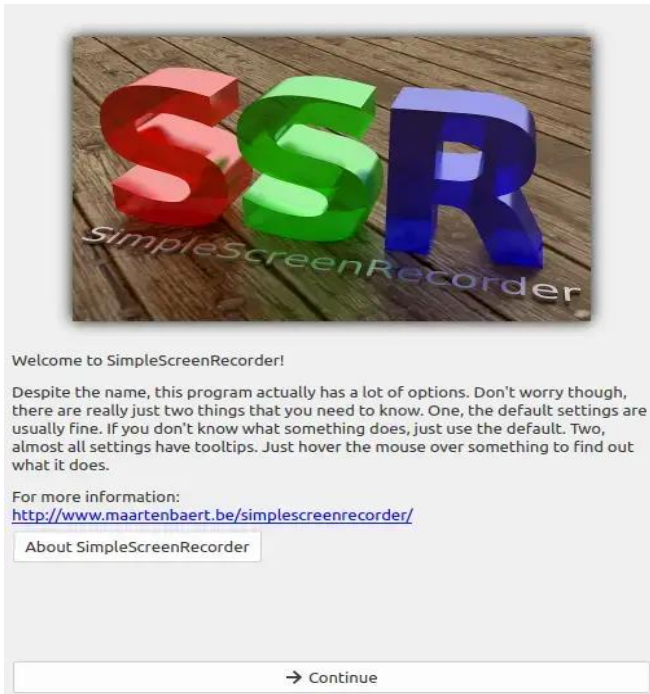 SSR
SimpleScreenRecorder
Welcome to SimpleScreenRecorder!
Despite the name, this program actually has a lot of options. Don't worry though,
there are really just two things that you need to know. One, the default settings are
usually fine. If you don't know what something does, just use the default. Two,
almost all settings have tooltips. Just hover the mouse over something to find out
what it does.
For more information:
http://www.maartenbaert.be/simplescreenrecorder/
About SimpleScreenRecorder
→ Continue